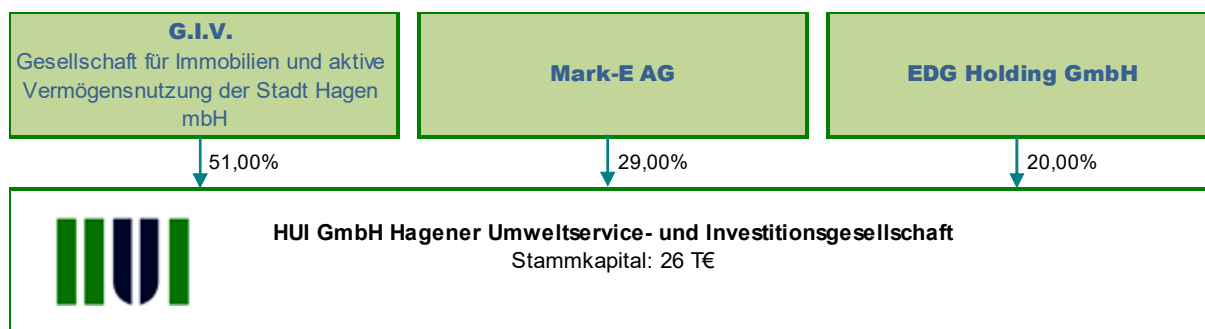 G.I.V.
Gesellschaft für Immobilien und aktive
Vermögensnutzung der Stadt Hagen
mbH
Mark-E AG
EDG Holding GmbH
51,00%
29,00%
20,00%
HUI
HUI GmbH Hagener Umweltservice- und Investitionsgesellschaft
Stammkapital: 26 T€